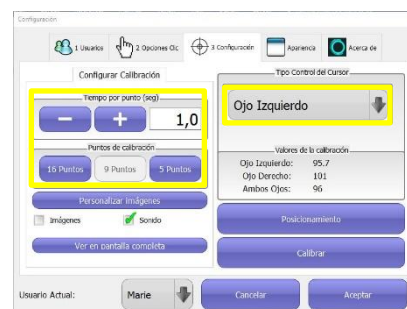 Configuración
1 Usuarios
2 Opciones Clic
3 Configuración
Apariencia
Acerca de
Configurar Calibración
Tiempo por punto (seg)
1,0
Puntos de calibración
16 Puntos
9 Puntos
5 Puntos
Personalizar Imágenes
Imágenes
Sonido
Ver en pantalla completa
Tipo Control del Cursor
Ojo Izquierdo
Valores de la calibración
Ojo Izquierdo: 95.7
Ojo Derecho: 101
Ambos Ojos: 96
Posicionamiento
Calibrar
Usuario Actual:
Marie
Cancelar
Aceptar